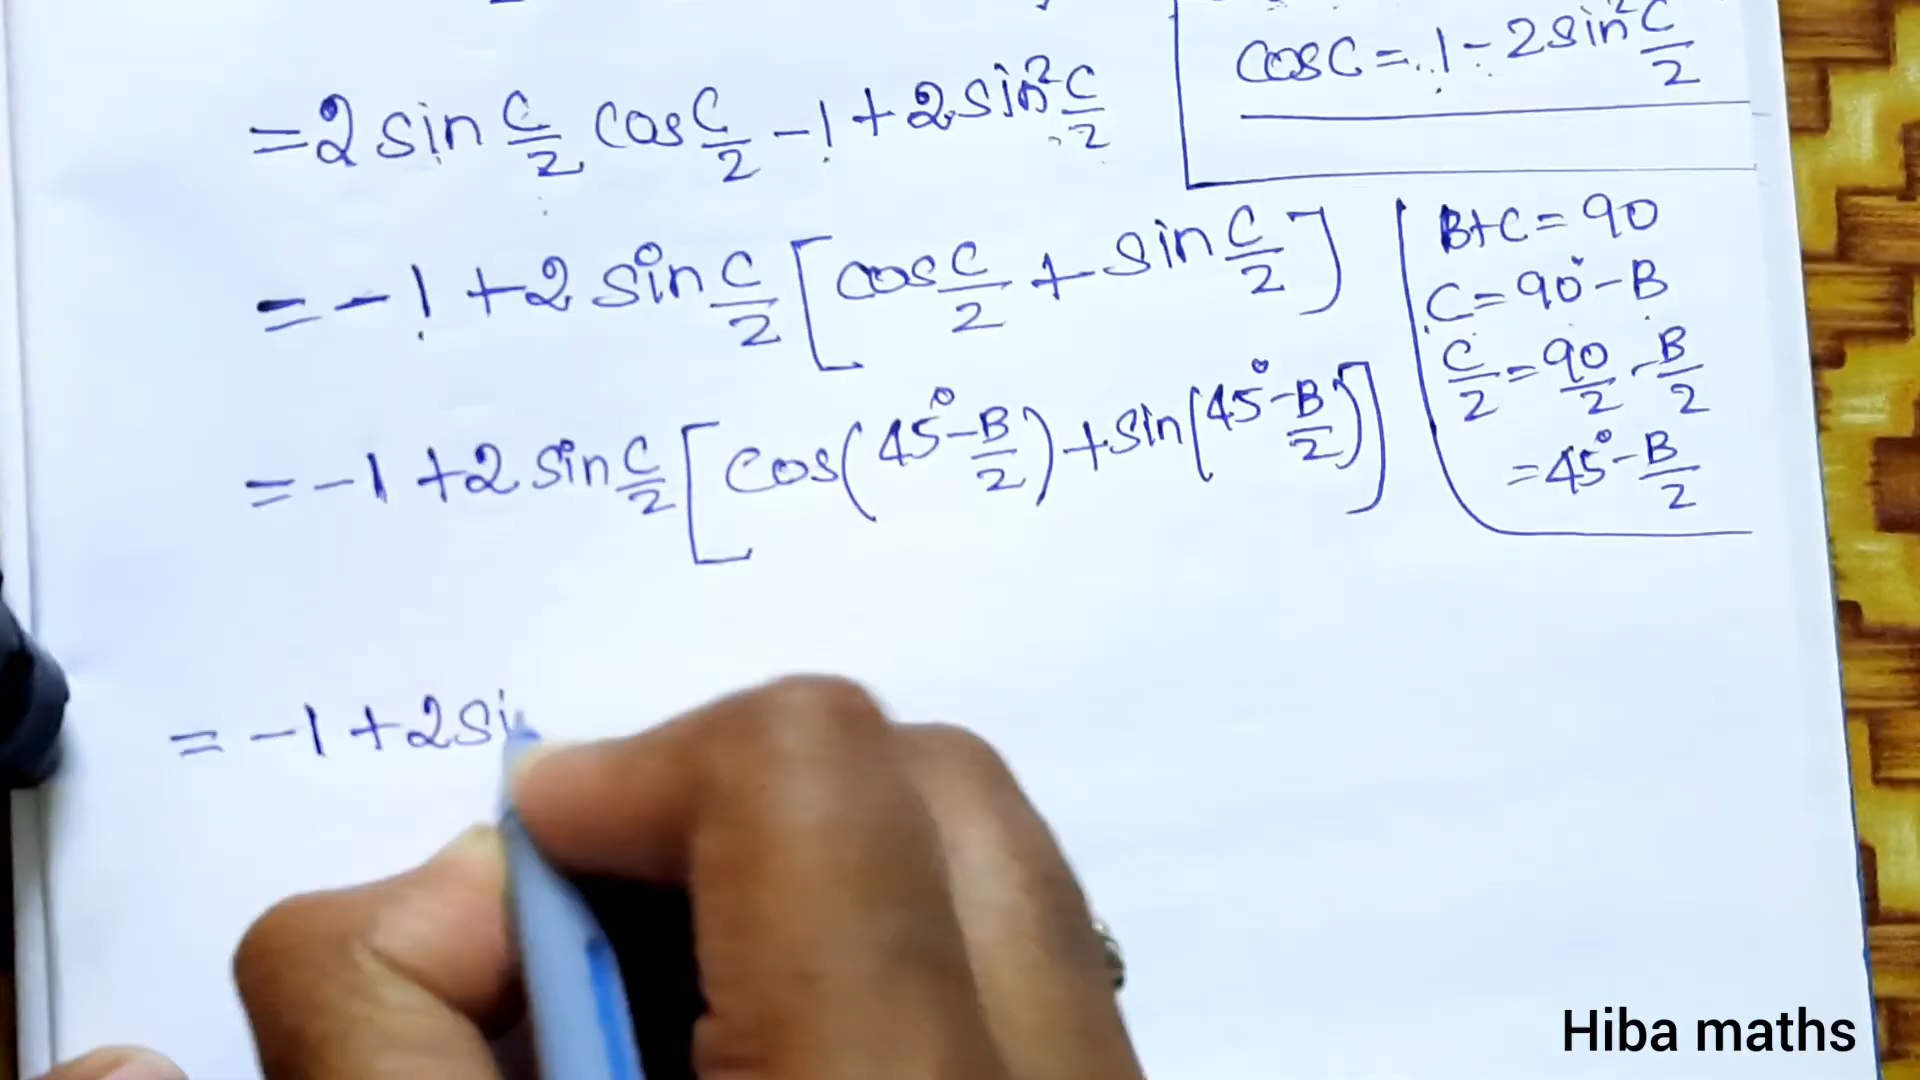 cosC = 1 - 2sin²C/2
= 2 sin C/2 cos C/2 - 1 + 2 sin² C/2
= -1 + 2 sin C/2 [cos C/2 + sin C/2]
= -1 + 2 sin C/2 [cos(45° - B/2) + sin(45° - B/2)]
B+C = 90
C = 90° - B
C/2 = 90/2 - B/2
= 45° - B/2
= -1 + 2si
Hiba maths